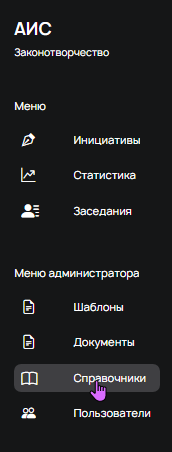 АИС
Законотворчество
Меню
Инициативы
Статистика
Заседания
Меню администратора
Шаблоны
Документы
Справочники
Пользователи